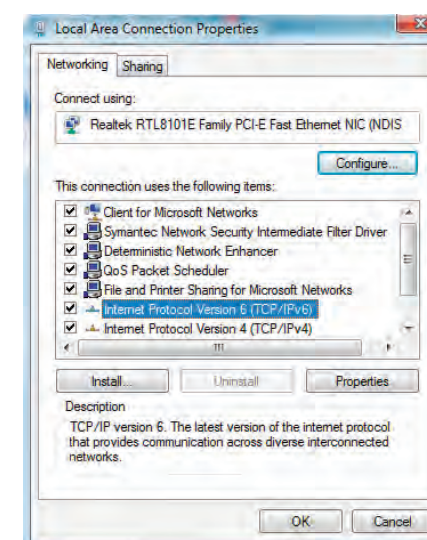 Local Area Connection Properties
Networking
Sharing
Connect using:
Realtek RTL8101E Family PCI-E Fast Ethernet NIC (NDIS
Configure...
This connection uses the following items:
Client for Microsoft Networks
Symantec Network Security Intermediate Filter Driver
Deterministic Network Enhancer
QoS Packet Scheduler
File and Printer Sharing for Microsoft Networks
Internet Protocol Version 6 (TCP/IPv6)
Internet Protocol Version 4 (TCP/IPv4)
Install...
Uninstall
Properties
Description
TCP/IP version 6. The latest version of the internet protocol
that provides communication across diverse interconnected
networks.
OK
Cancel